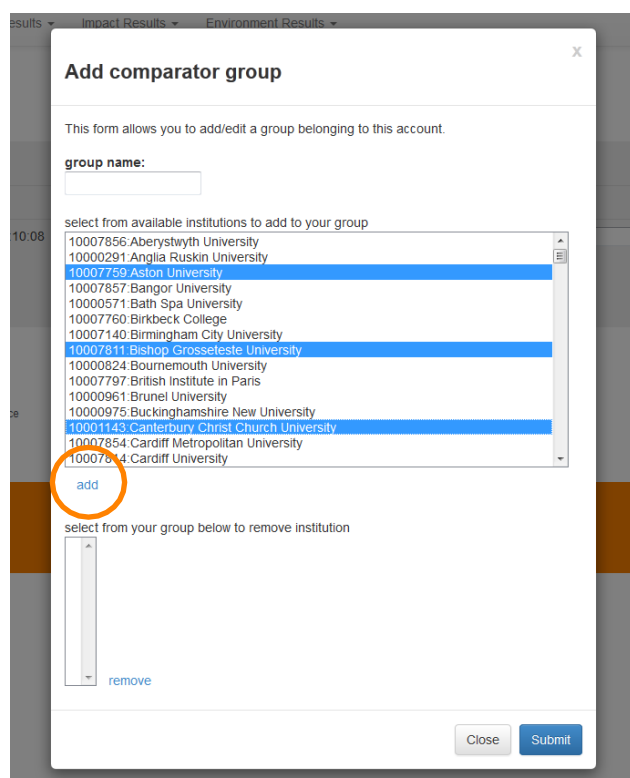 esults Impact Results Environment Results
x
Add comparator group
This form allows you to add/edit a group belonging to this account.
group name:
select from available institutions to add to your group
:10:08
10007856:Aberystwyth University
10000291:Anglia Ruskin University
10007759:Aston University
10007857:Bangor University
10000571:Bath Spa University
10007760:Birkbeck College
10007140:Birmingham City University
10007811:Bishop Grosseteste University
10000824:Bournemouth University
10007797:British Institute in Paris
10000961:Brunel University
10000975:Buckinghamshire New University
ce
10001143:Canterbury Christ Church University
10007854:Cardiff Metropolitan University
10007814:Cardiff University
add
select from your group below to remove institution
remove
Close Submit